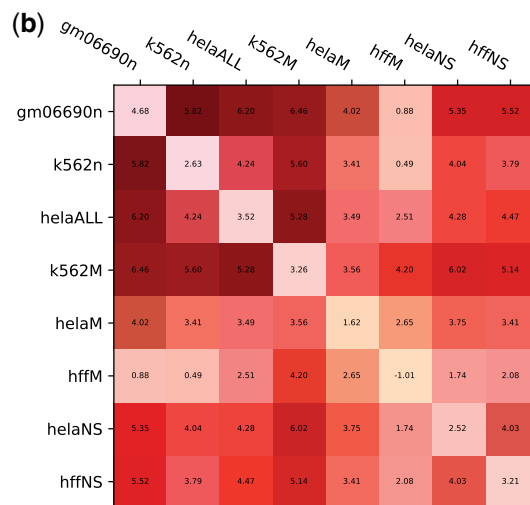 (b)
gm06690n k562n helaALL k562M helaM hffM helaNS hffNS
gm06690n 4.68 5.82 6.20 6.46 4.02 0.88 5.35 5.52
k562n 5.82 2.63 4.24 5.60 3.41 0.49 4.04 3.79
helaALL 6.20 4.24 3.52 5.28 3.49 2.51 4.28 4.47
k562M 6.46 5.60 5.28 3.26 3.56 4.20 6.02 5.14
helaM 4.02 3.41 3.49 3.56 1.62 2.65 3.75 3.41
hffM 0.88 0.49 2.51 4.20 2.65 -1.01 1.74 2.08
helaNS 5.35 4.04 4.28 6.02 3.75 1.74 2.52 4.03
hffNS 5.52 3.79 4.47 5.14 3.41 2.08 4.03 3.21